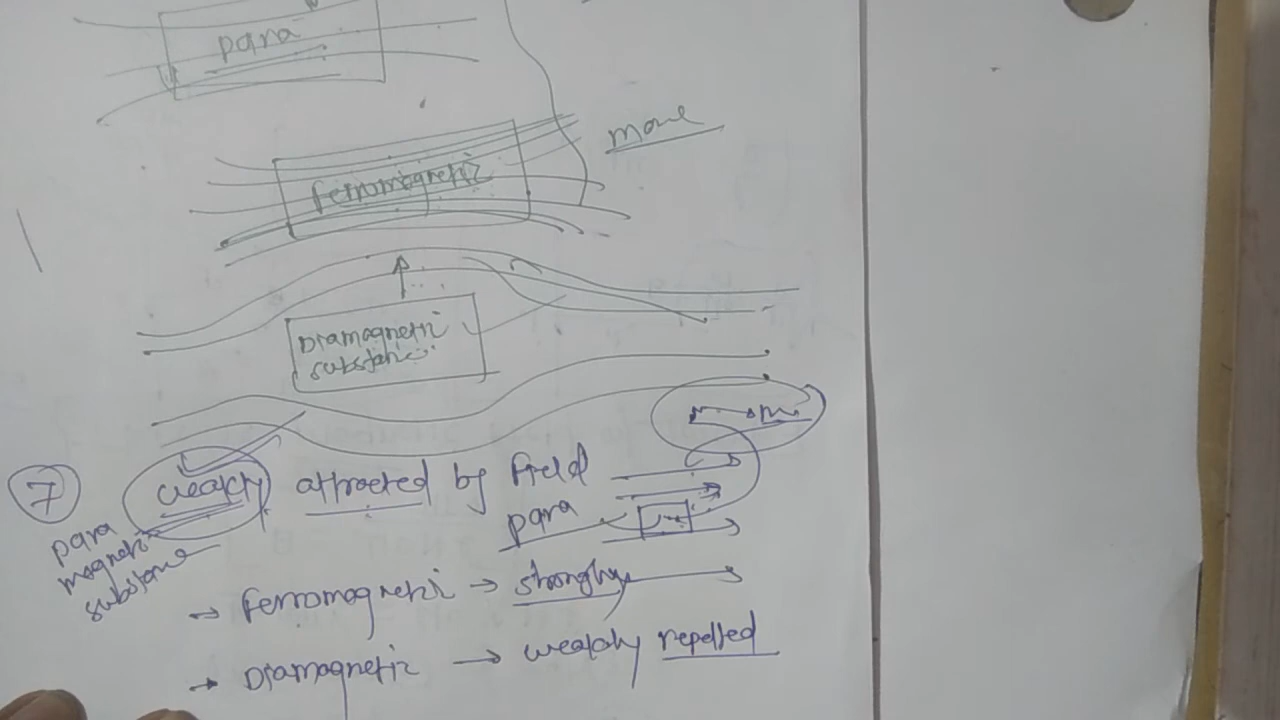 para
more
ferromagnetic
Diamagnetic
substance
7 weakly attracted by field
para
para
magnetic
substance
→ ferromagnetic → strongly
→ Diamagnetic → weakly repelled